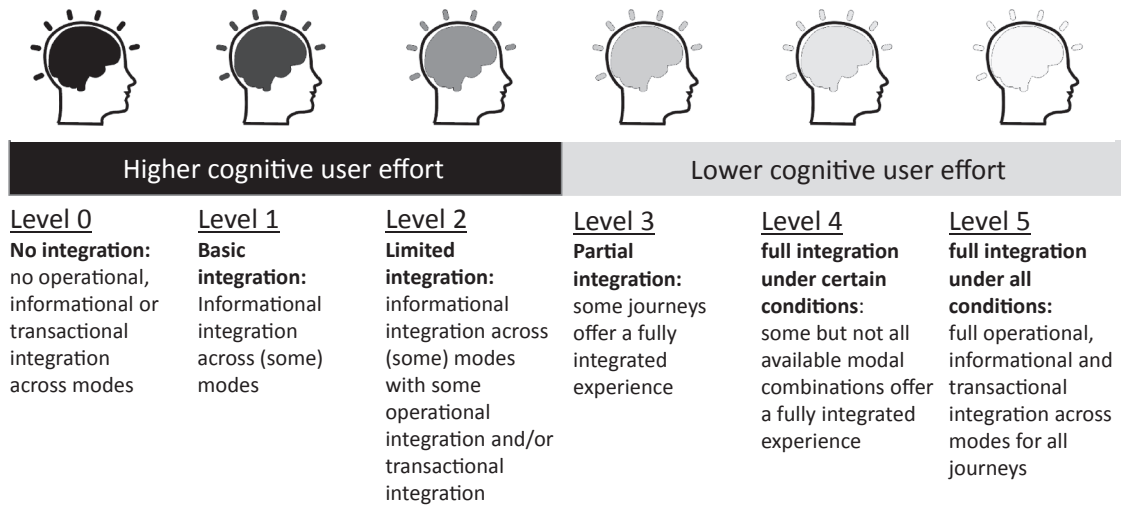 Higher cognitive user effort
Lower cognitive user effort
Level 0
No integration:
no operational,
informational or
transactional
integration
across modes
Level 1
Basic
integration:
Informational
integration
across (some)
modes
Level 2
Limited
integration:
informational
integration across
(some) modes
with some
operational
integration and/or
transactional
integration
Level 3
Partial
integration:
some journeys
offer a fully
integrated
experience
Level 4
full integration
under certain
conditions:
some but not all
available modal
combinations offer
a fully integrated
experience
Level 5
full integration
under all
conditions:
full operational,
informational and
transactional
integration across
modes for all
journeys